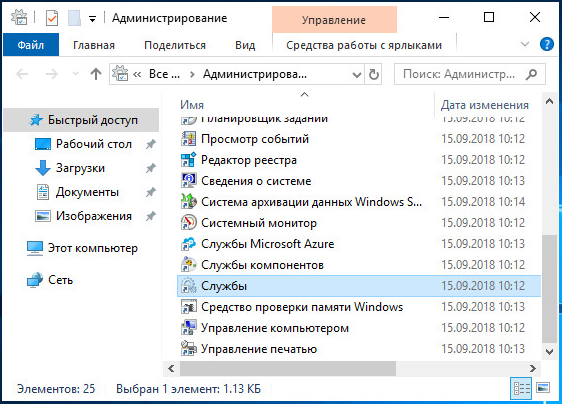 Администрирование
Управление
Файл
Главная
Поделиться
Вид
Средства работы с ярлыками
Все ...
Администрирова...
Поиск: Администр...
Имя
Дата изменения
Быстрый доступ
Рабочий стол
Загрузки
Документы
Изображения
Этот компьютер
Сеть
Планировщик заданий 15.09.2018 10:12
Просмотр событий 15.09.2018 10:12
Редактор реестра 15.09.2018 10:12
Сведения о системе 15.09.2018 10:13
Система архивации данных Windows S... 15.09.2018 10:14
Системный монитор 15.09.2018 10:12
Службы Microsoft Azure 15.09.2018 10:13
Службы компонентов 15.09.2018 10:12
Службы 15.09.2018 10:12
Средство проверки памяти Windows 15.09.2018 10:13
Управление компьютером 15.09.2018 10:12
Управление печатью 15.09.2018 10:13
Элементов: 25
Выбран 1 элемент: 1.13 КБ